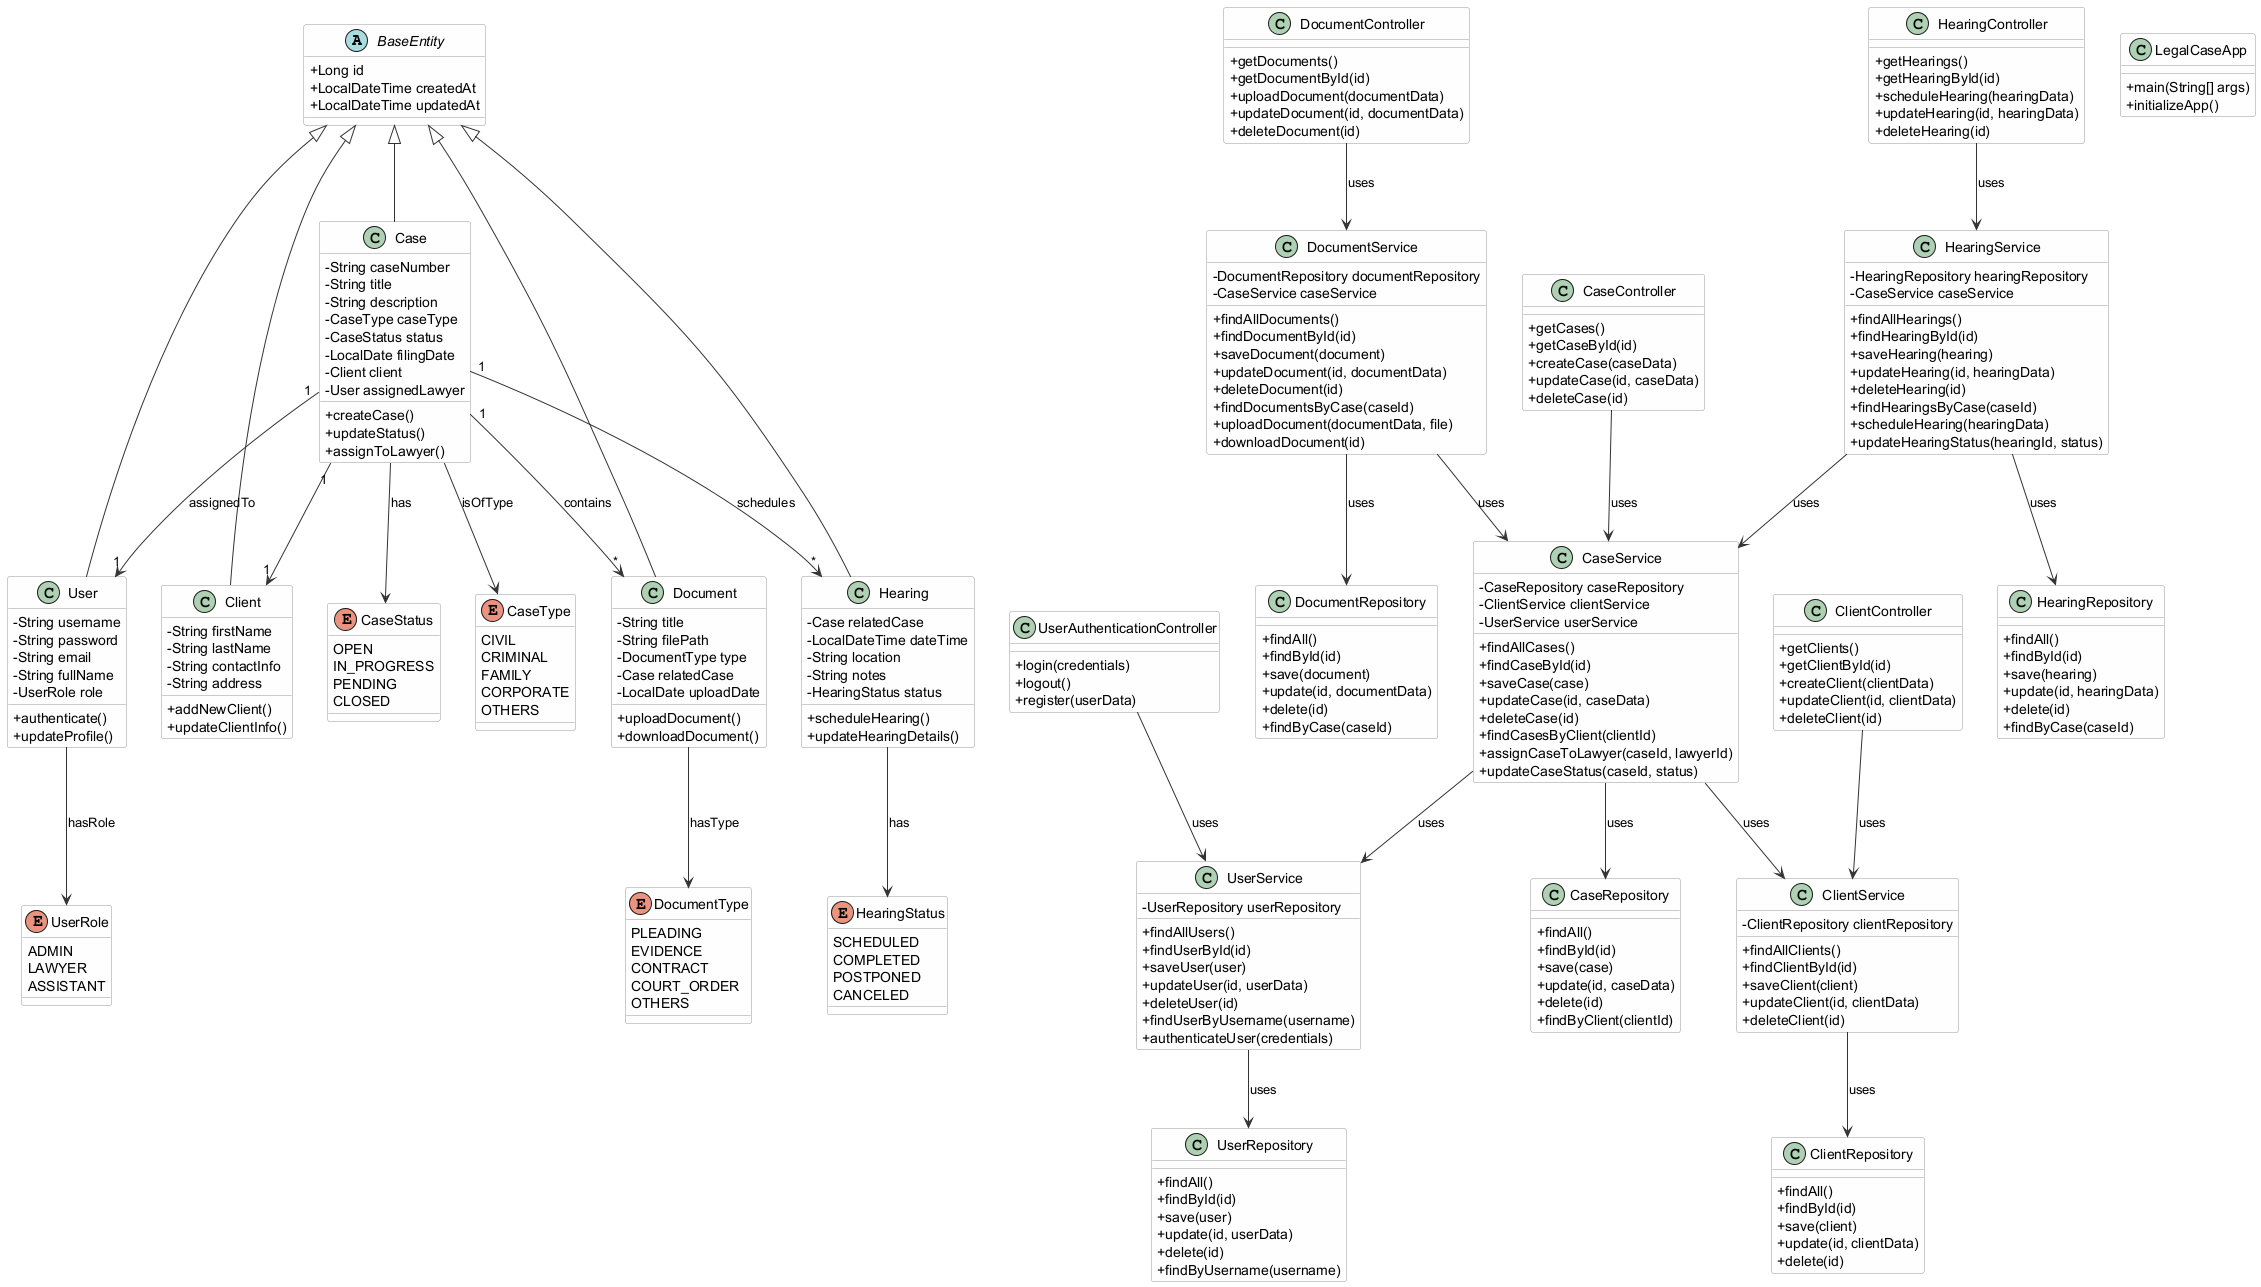 A BaseEntity
+Long id
+LocalDateTime createdAt
+LocalDateTime updatedAt
C Case
-String caseNumber
-String title
-String description
-CaseType caseType
-CaseStatus status
-LocalDate filingDate
-Client client
-User assignedLawyer
+createCase()
+updateStatus()
+assignToLawyer()
1
1
1
1
assignedTo
has
isOfType
contains
schedules
1
1
*
*
C User
-String username
-String password
-String email
-String fullName
-UserRole role
+authenticate()
+updateProfile()
C Client
-String firstName
-String lastName
-String contactInfo
-String address
+addNewClient()
+updateClientInfo()
E CaseStatus
OPEN
IN_PROGRESS
PENDING
CLOSED
E CaseType
CIVIL
CRIMINAL
FAMILY
CORPORATE
OTHERS
C Document
-String title
-String filePath
-DocumentType type
-Case relatedCase
-LocalDate uploadDate
+uploadDocument()
+downloadDocument()
C Hearing
-Case relatedCase
-LocalDateTime dateTime
-String location
-String notes
-HearingStatus status
+scheduleHearing()
+updateHearingDetails()
hasRole
hasType
has
E UserRole
ADMIN
LAWYER
ASSISTANT
E DocumentType
PLEADING
EVIDENCE
CONTRACT
COURT_ORDER
OTHERS
E HearingStatus
SCHEDULED
COMPLETED
POSTPONED
CANCELED
C DocumentController
+getDocuments()
+getDocumentById(id)
+uploadDocument(documentData)
+updateDocument(id, documentData)
+deleteDocument(id)
uses
C HearingController
+getHearings()
+getHearingById(id)
+scheduleHearing(hearingData)
+updateHearing(id, hearingData)
+deleteHearing(id)
uses
C LegalCaseApp
+main(String[] args)
+initializeApp()
C DocumentService
-DocumentRepository documentRepository
-CaseService caseService
+findAllDocuments()
+findDocumentById(id)
+saveDocument(document)
+updateDocument(id, documentData)
+deleteDocument(id)
+findDocumentsByCase(caseId)
+uploadDocument(documentData, file)
+downloadDocument(id)
C CaseController
+getCases()
+getCaseById(id)
+createCase(caseData)
+updateCase(id, caseData)
+deleteCase(id)
C HearingService
-HearingRepository hearingRepository
-CaseService caseService
+findAllHearings()
+findHearingById(id)
+saveHearing(hearing)
+updateHearing(id, hearingData)
+deleteHearing(id)
+findHearingsByCase(caseId)
+scheduleHearing(hearingData)
+updateHearingStatus(hearingId, status)
uses
uses
uses
uses
uses
C UserAuthenticationController
+login(credentials)
+logout()
+register(userData)
C DocumentRepository
+findAll()
+findById(id)
+save(document)
+update(id, documentData)
+delete(id)
+findByCase(caseId)
C CaseService
-CaseRepository caseRepository
-ClientService clientService
-UserService userService
+findAllCases()
+findCaseById(id)
+saveCase(case)
+updateCase(id, caseData)
+deleteCase(id)
+findCasesByClient(clientId)
+assignCaseToLawyer(caseId, lawyerId)
+updateCaseStatus(caseId, status)
C ClientController
+getClients()
+getClientById(id)
+createClient(clientData)
+updateClient(id, clientData)
+deleteClient(id)
C HearingRepository
+findAll()
+findById(id)
+save(hearing)
+update(id, hearingData)
+delete(id)
+findByCase(caseId)
uses
uses
uses
uses
uses
C UserService
-UserRepository userRepository
+findAllUsers()
+findUserById(id)
+saveUser(user)
+updateUser(id, userData)
+deleteUser(id)
+findUserByUsername(username)
+authenticateUser(credentials)
C CaseRepository
+findAll()
+findById(id)
+save(case)
+update(id, caseData)
+delete(id)
+findByClient(clientId)
C ClientService
-ClientRepository clientRepository
+findAllClients()
+findClientById(id)
+saveClient(client)
+updateClient(id, clientData)
+deleteClient(id)
uses
uses
C UserRepository
+findAll()
+findById(id)
+save(user)
+update(id, userData)
+delete(id)
+findByUsername(username)
C ClientRepository
+findAll()
+findById(id)
+save(client)
+update(id, clientData)
+delete(id)